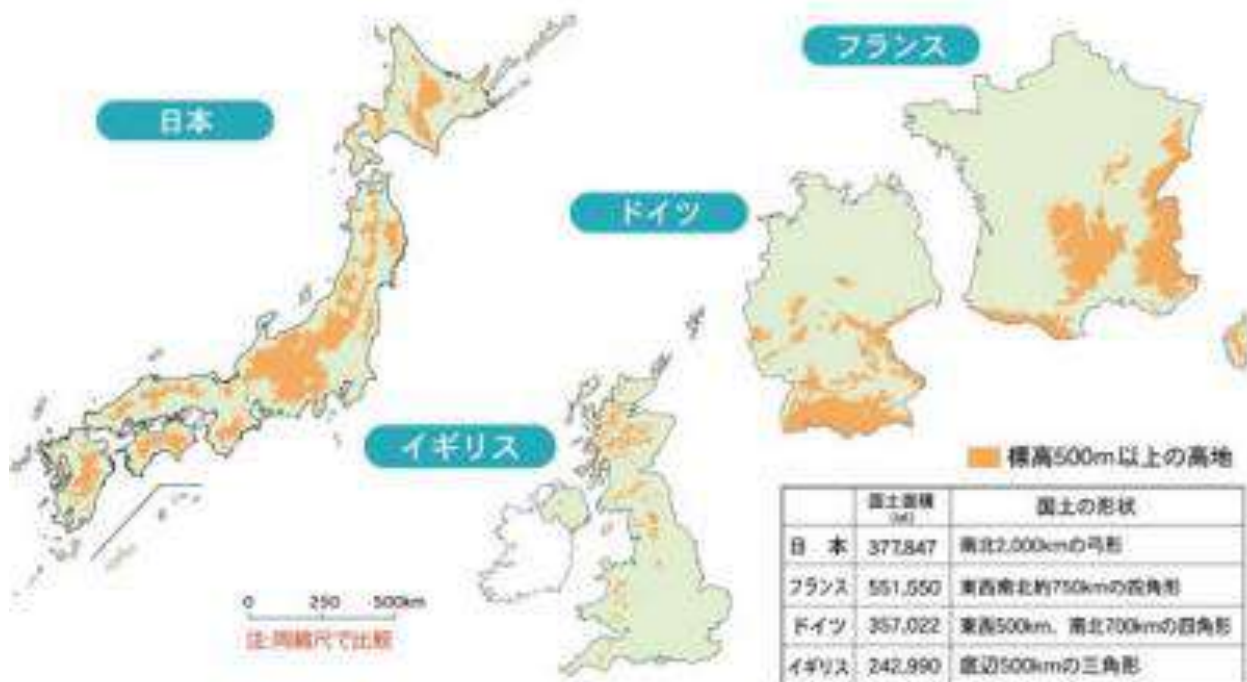 日本
フランス
ドイツ
イギリス
標高500m以上の高地
0 250 500km
注:同縮尺で比較
国土面積 国土の形状
(㎢)
日 本 377,847 南北2,000kmの弓形
フランス 551,550 東西南北約750kmの四角形
ドイツ 357,022 東西500km、南北700kmの四角形
イギリス 242,990 底辺500kmの三角形